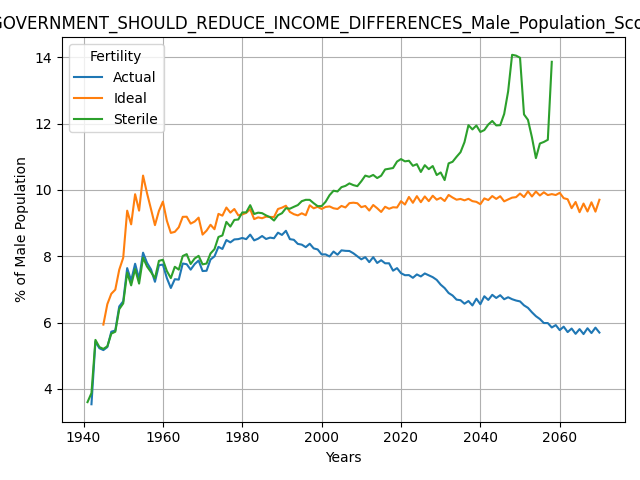 GOVERNMENT_SHOULD_REDUCE_INCOME_DIFFERENCES_Male_Population_Sco
Fertility
Actual
Ideal
Sterile
% of Male Population
14
12
10
8
6
4
1940 1960 1980 2000 2020 2040 2060
Years